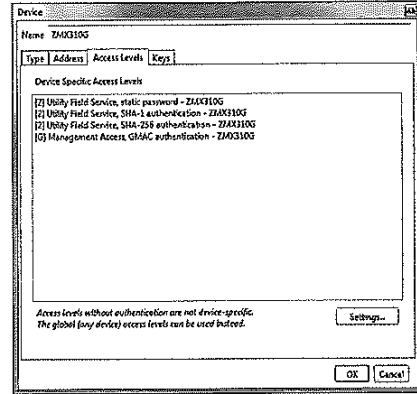 Device
Name ZMX310G
Type Address Access Levels Keys
Device Specific Access Levels
[2] Utility Field Service, static password - ZMX310G
[2] Utility Field Service, SHA-1 authentication - ZMX310G
[2] Utility Field Service, SHA-256 authentication - ZMX310G
[G] Management Access, GMAC authentication - ZMX310G
Access levels without authentication are not device-specific.
The global (any device) access levels can be used instead.
Settings...
OK Cancel